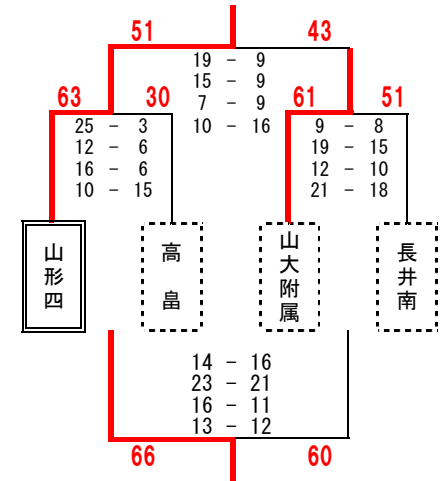 51 43
19 - 9
15 - 9
7 - 9
10 - 16
63 30 61 51
25 - 3
12 - 6
16 - 6
10 - 15
9 - 8
19 - 15
12 - 10
21 - 18
山形四
高畠
山大附属
長井南
14 - 16
23 - 21
16 - 11
13 - 12
66 60